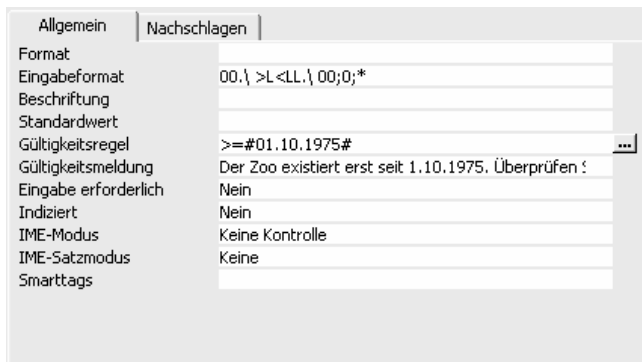 Allgemein Nachschlagen
Format
Eingabeformat 00.\ >L<LL.\ 00;0;*
Beschriftung
Standardwert
Gültigkeitsregel >=#01.10.1975# ...
Gültigkeitsmeldung Der Zoo existiert erst seit 1.10.1975. Überprüfen
Eingabe erforderlich Nein
Indiziert Nein
IME-Modus Keine Kontrolle
IME-Satzmodus Keine
Smarttags